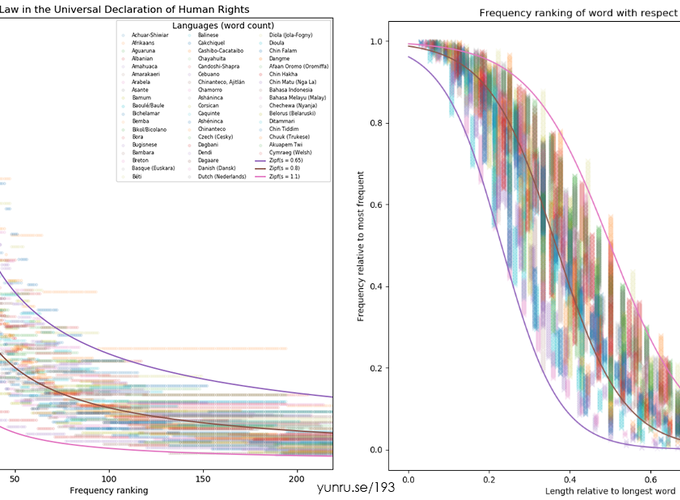 Law in the Universal Declaration of Human Rights
Languages (word count)
Achuar-Shiwiar
Afrikaans
Aguaruna
Albanian
Amahuaca
Amarakaeri
Arabela
Asante
Bamum
Baoulé/Baule
Bichelamar
Bemba
Bikol/Bicolano
Bora
Bugisnese
Bambara
Breton
Basque (Euskara)
Béti
Balinese
Cakchiquel
Cashibo-Cacataibo
Chayahuita
Candoshi-Shapra
Cebuano
Chinanteco, Ajitlán
Chamorro
Asháninca
Corsican
Caquinte
Ashéninca
Chinanteco
Czech (Cesky)
Dagbani
Dendi
Dagaare
Danish (Dansk)
Dutch (Nederlands)
Diola (Jola-Fogny)
Dioula
Chin Falam
Dangme
Afaan Oromo (Oromiffa)
Chin Hakha
Chin Matu (Nga La)
Bahasa Indonesia
Bahasa Melayu (Malay)
Chechewa (Nyanja)
Belorus (Belaruski)
Ditammari
Chin Tiddim
Chuuk (Trukese)
Akuapem Twi
Cymraeg (Welsh)
Zipf(s = 0.65)
Zipf(s = 0.8)
Zipf(s = 1.1)
50 100 150 200
Frequency ranking
Frequency ranking of word with respect
Frequency relative to most frequent
1.0
0.8
0.6
0.4
0.2
0.0
0.0 0.2 0.4 0.6
Length relative to longest word
yunru.se/193